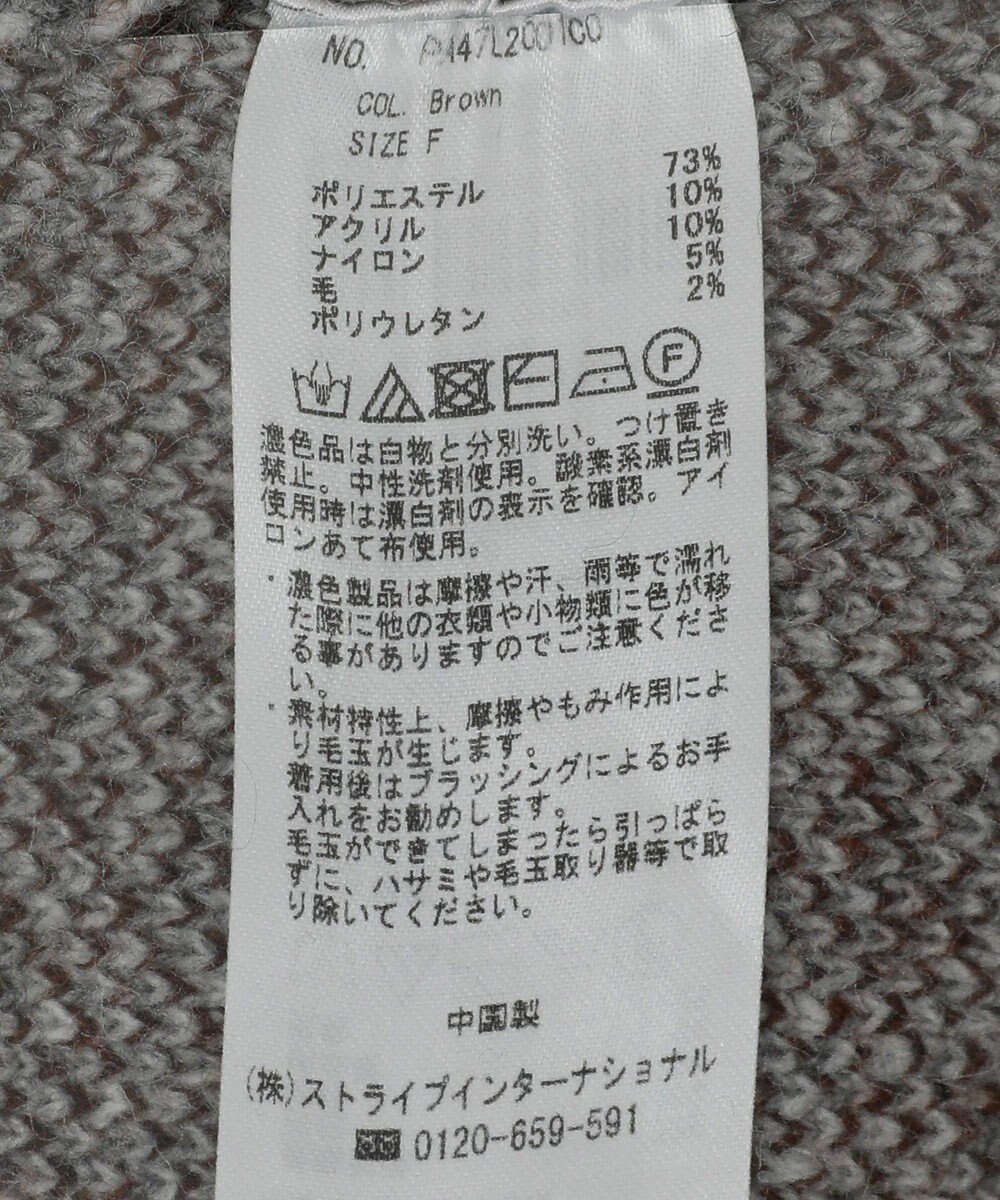 NO. PA47L2001C0
COL. Brown
SIZE F
ポリエステル 73%
アクリル 10%
ナイロン 10%
毛 5%
ポリウレタン 2%
F
濃色品は白物と分別洗い。つけ置き
禁止。中性洗剤使用。酸素系漂白剤
使用時は漂白剤の表示を確認。アイ
ロンあて布使用。
・濃色製品は摩擦や汗、雨等で濡れ
た際に他の衣類や小物類に色が移
る事がありますのでご注意くださ
い。
・素材特性上、摩擦やもみ作用によ
り毛玉が生じます。
着用後はブラッシングによるお手
入れをお勧めします。
毛玉ができてしまったら引っぱら
ずに、ハサミや毛玉取り器等で取
り除いてください。
中国製
(株)ストライプインターナショナル
0120-659-591